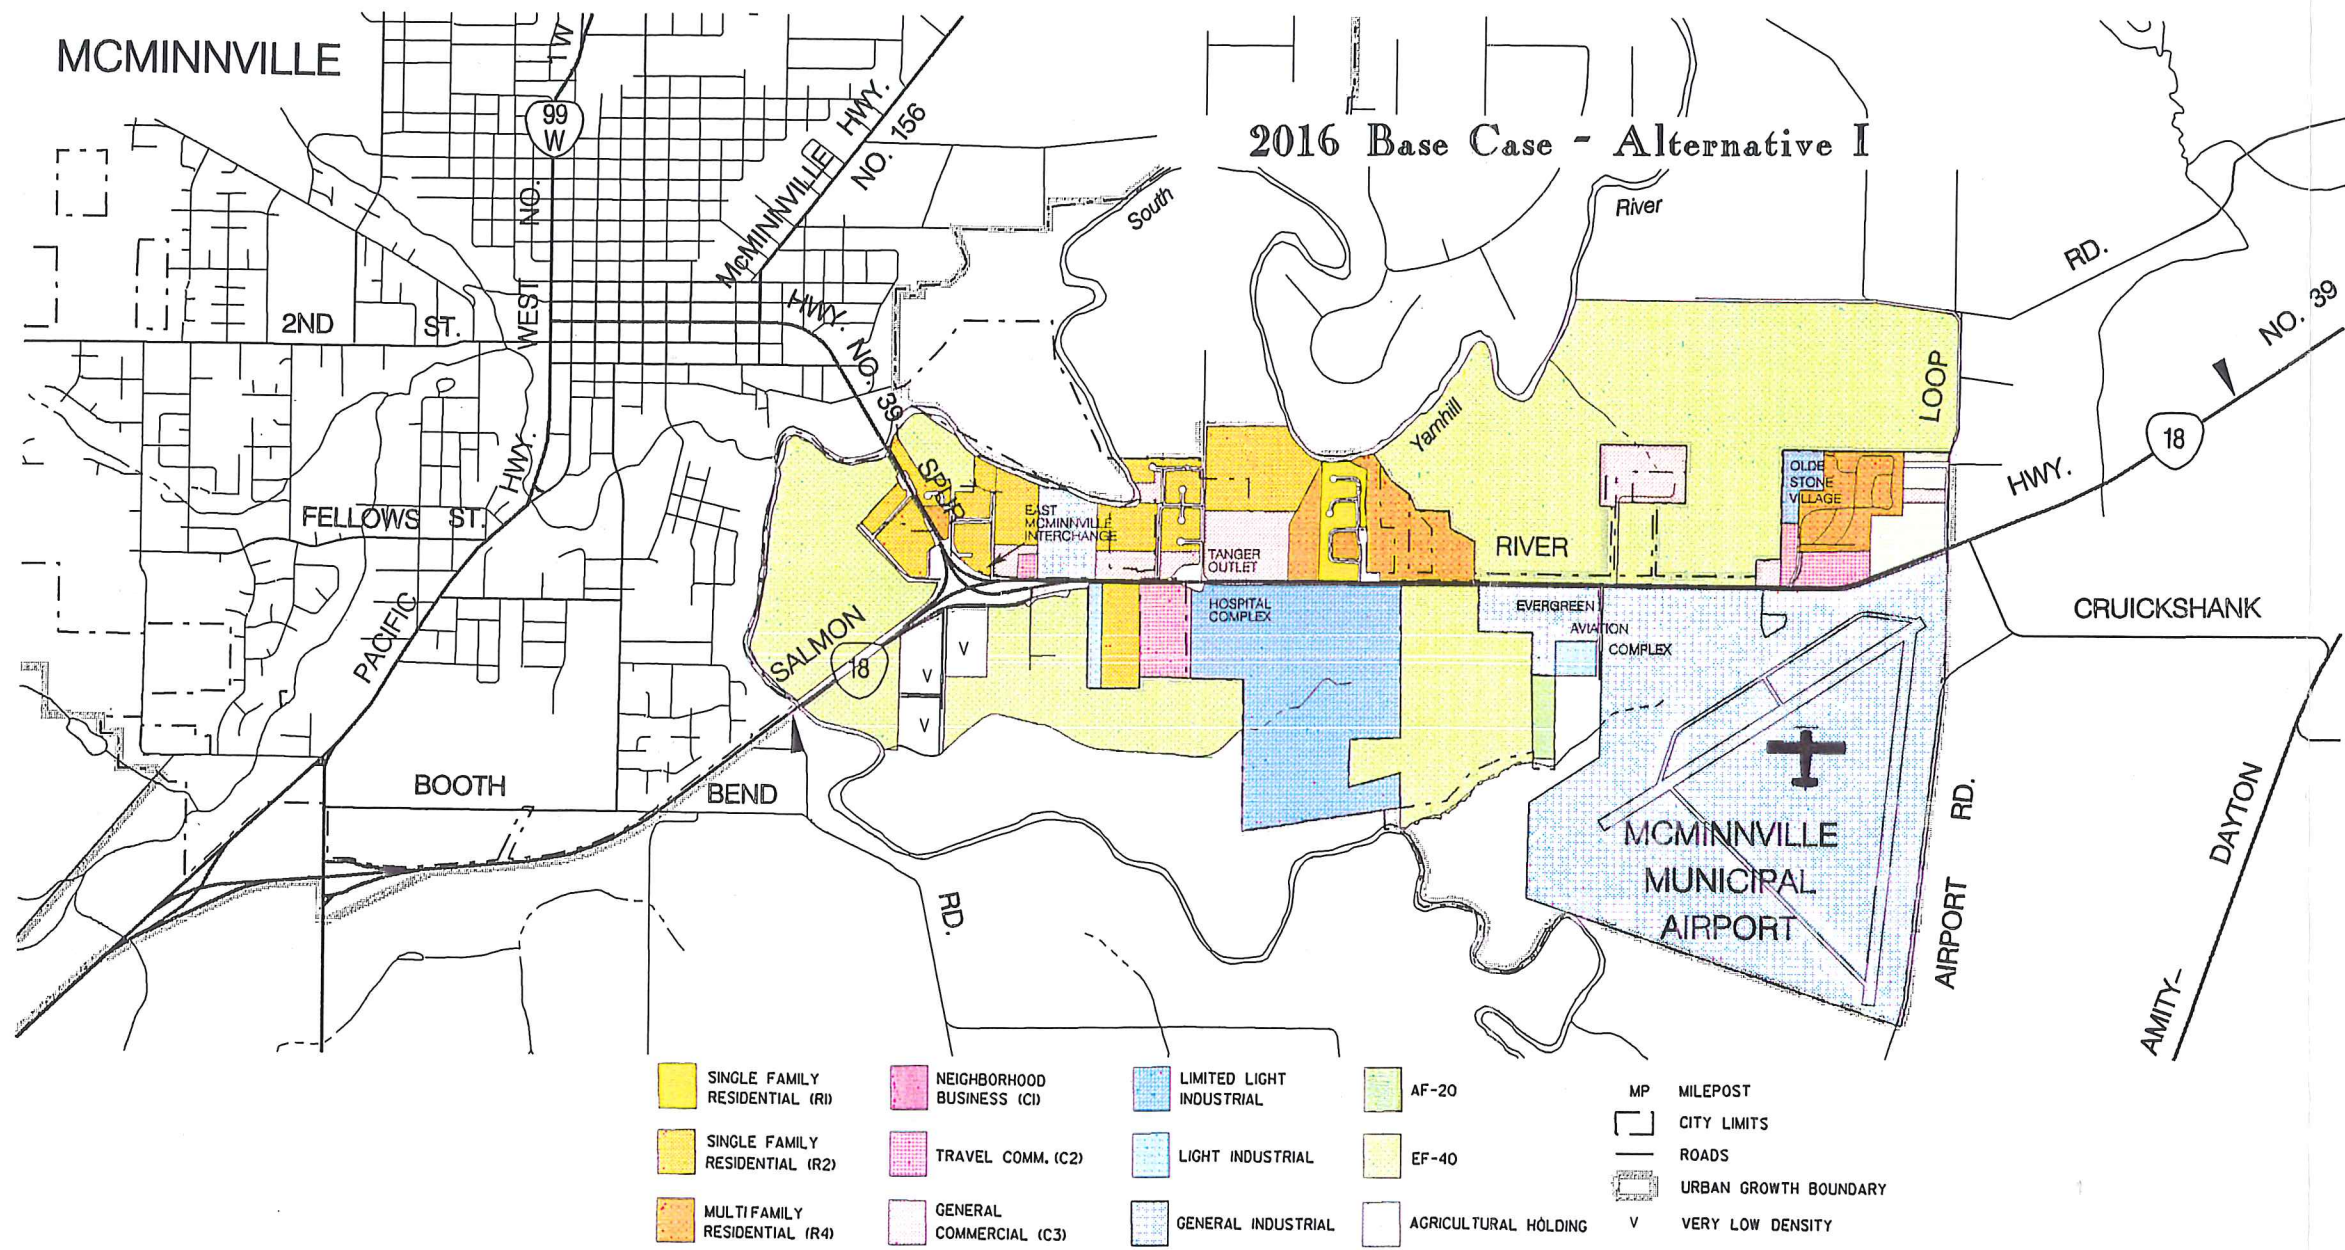 MCMINNVILLE
2016 Base Case - Alternative I
99
W
1W
NO.
WEST
HWY.
PACIFIC
McMINNVILLE HWY.
NO. 156
HWY. NO. 39
SPUR
2ND ST.
FELLOWS ST.
BOOTH BEND RD.
SALMON RIVER HWY. NO. 39
18
18
South
Yamhill
River
LOOP RD.
CRUICKSHANK
AIRPORT RD.
AMITY-
DAYTON
EAST
MCMINNVILLE
INTERCHANGE
TANGER
OUTLET
HOSPITAL
COMPLEX
OLDE
STONE
VILLAGE
EVERGREEN
AVIATION
COMPLEX
V
V
V
MCMINNVILLE
MUNICIPAL
AIRPORT
SINGLE FAMILY
RESIDENTIAL (R1)
SINGLE FAMILY
RESIDENTIAL (R2)
MULTIFAMILY
RESIDENTIAL (R4)
NEIGHBORHOOD
BUSINESS (C1)
TRAVEL COMM. (C2)
GENERAL
COMMERCIAL (C3)
LIMITED LIGHT
INDUSTRIAL
LIGHT INDUSTRIAL
GENERAL INDUSTRIAL
AF-20
EF-40
AGRICULTURAL HOLDING
MP MILEPOST
CITY LIMITS
ROADS
URBAN GROWTH BOUNDARY
V VERY LOW DENSITY